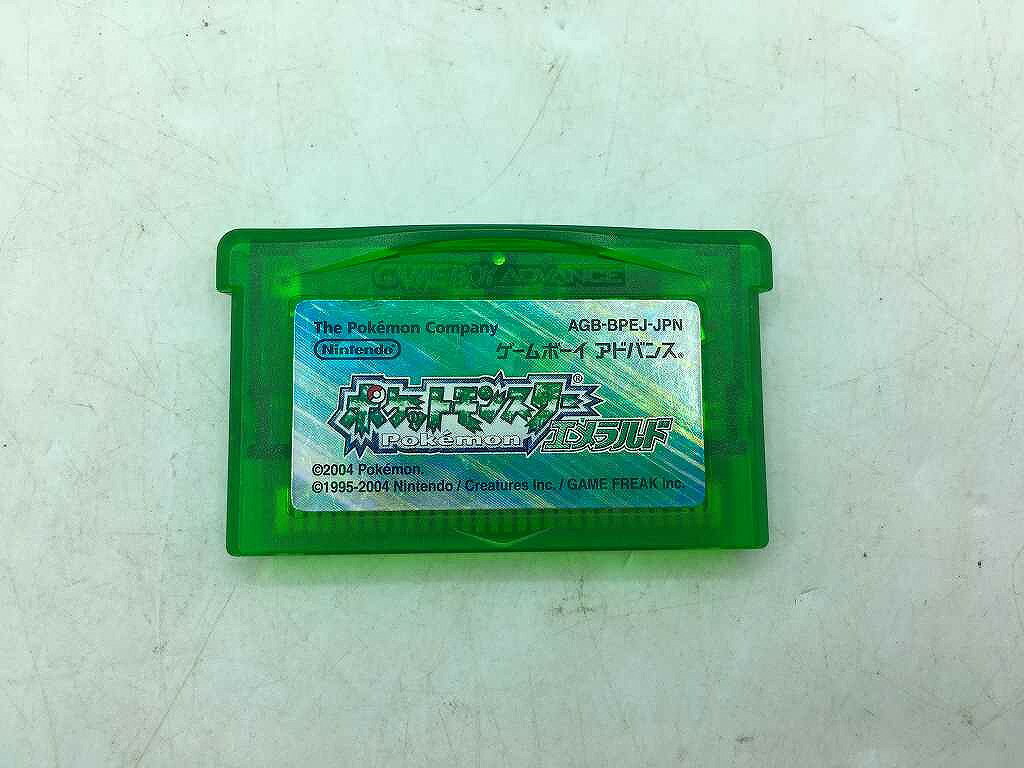 GAME BOY ADVANCE
The Pokémon Company
AGB-BPEJ-JPN
Nintendo®
ゲームボーイ アドバンス®
ポケットモンスター®
Pokémon
エメラルド
©2004 Pokémon.
©1995-2004 Nintendo / Creatures Inc. / GAME FREAK Inc.